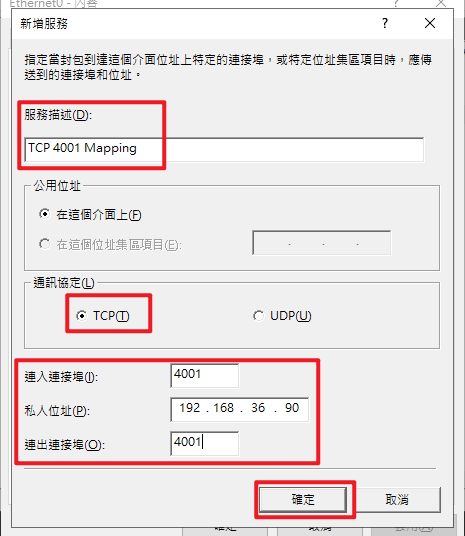 Ethernet0 - 內容
新增服務
指定當封包到達這個介面位址上特定的連接埠，或特定位址集區項目時，應傳
送到的連接埠和位址。
服務描述(D):
TCP 4001 Mapping
公用位址
在這個介面上(F)
在這個位址集區項目(E):
. . .
通訊協定(L)
TCP(T)
UDP(U)
連入連接埠(I):
4001
私人位址(P):
192 . 168 . 36 . 90
連出連接埠(O):
4001
確定
取消